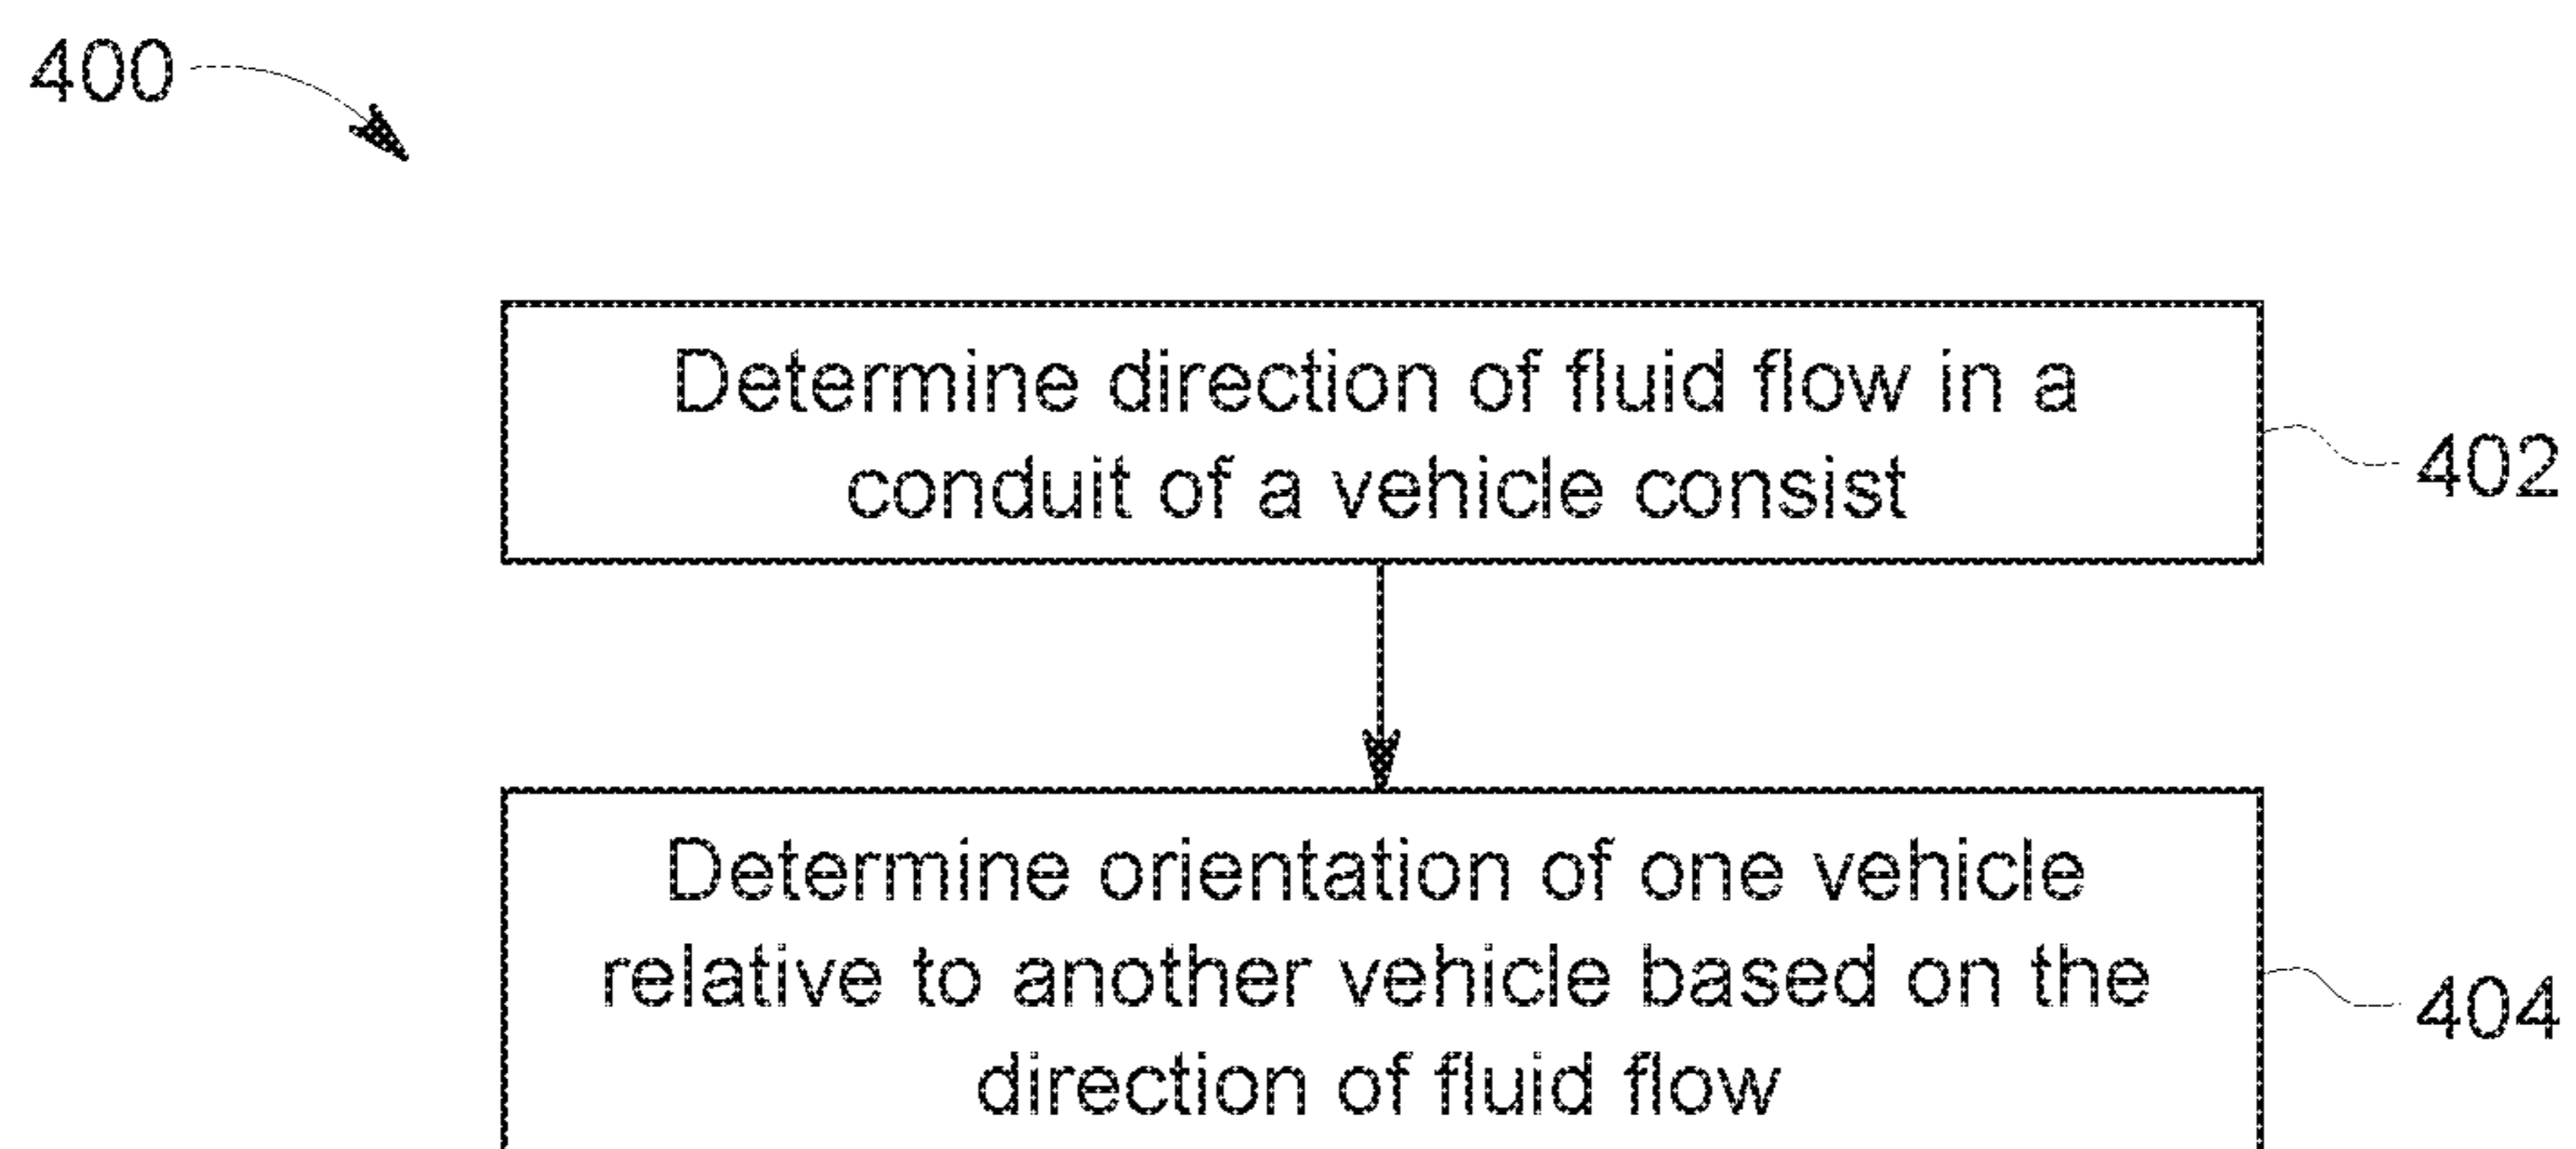 400
Determine direction of fluid flow in a
conduit of a vehicle consist
402
Determine orientation of one vehicle
relative to another vehicle based on the
direction of fluid flow
404